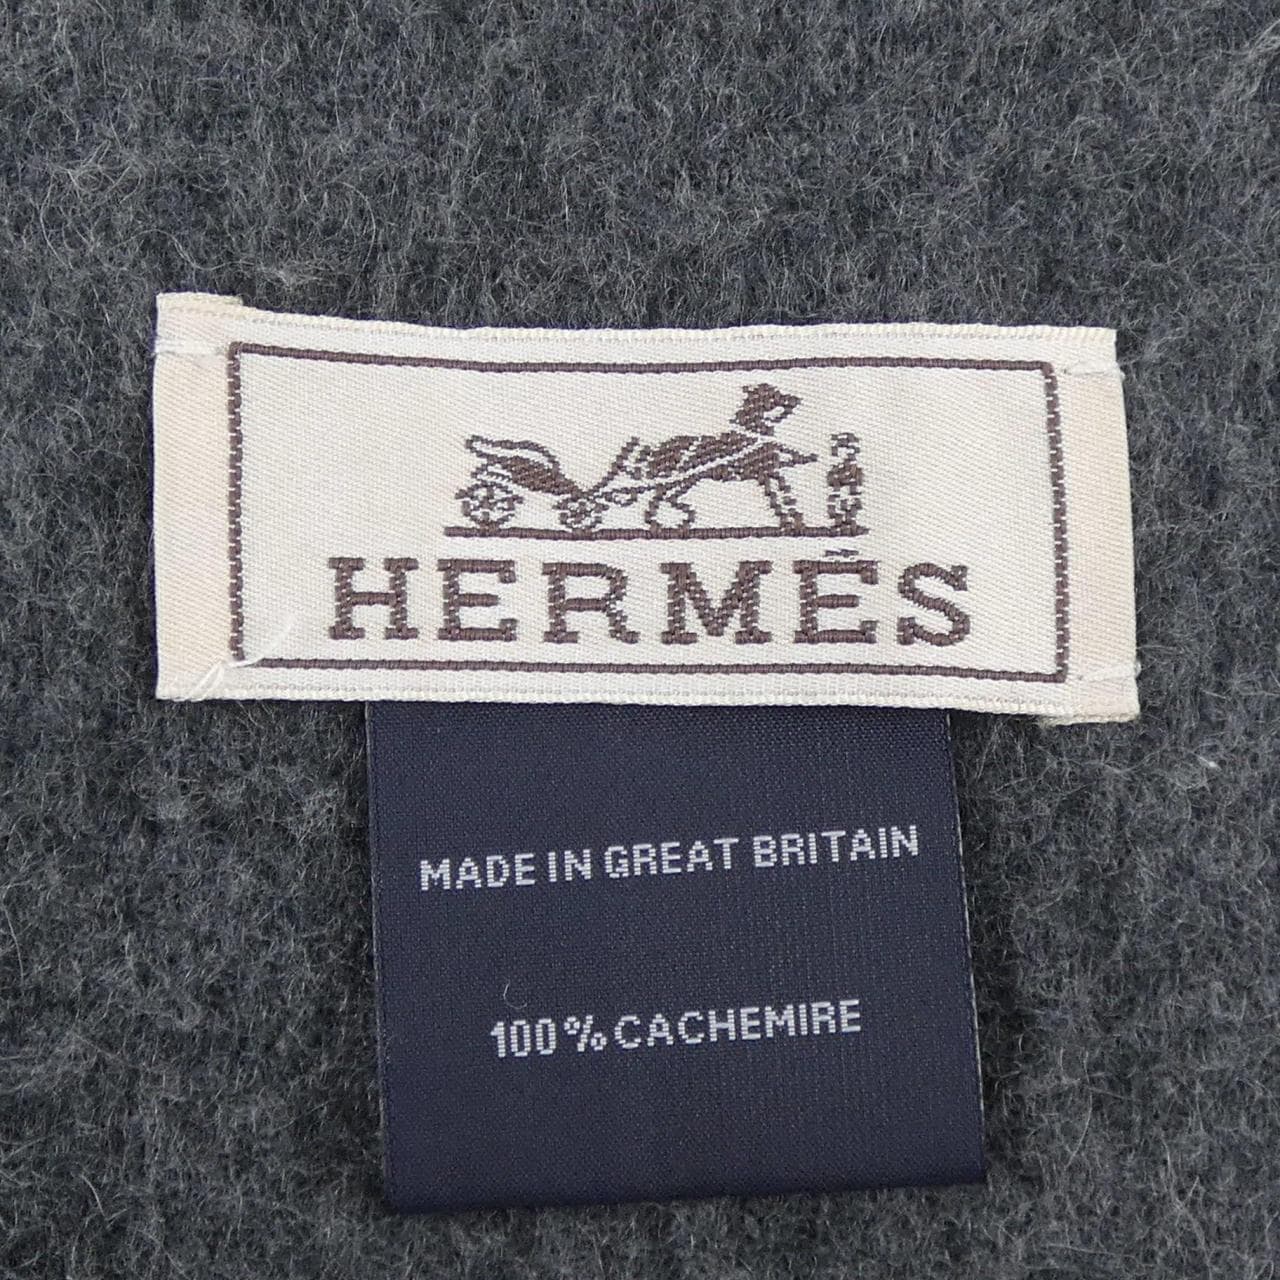 HERMÈS
MADE IN GREAT BRITAIN
100% CACHEMIRE